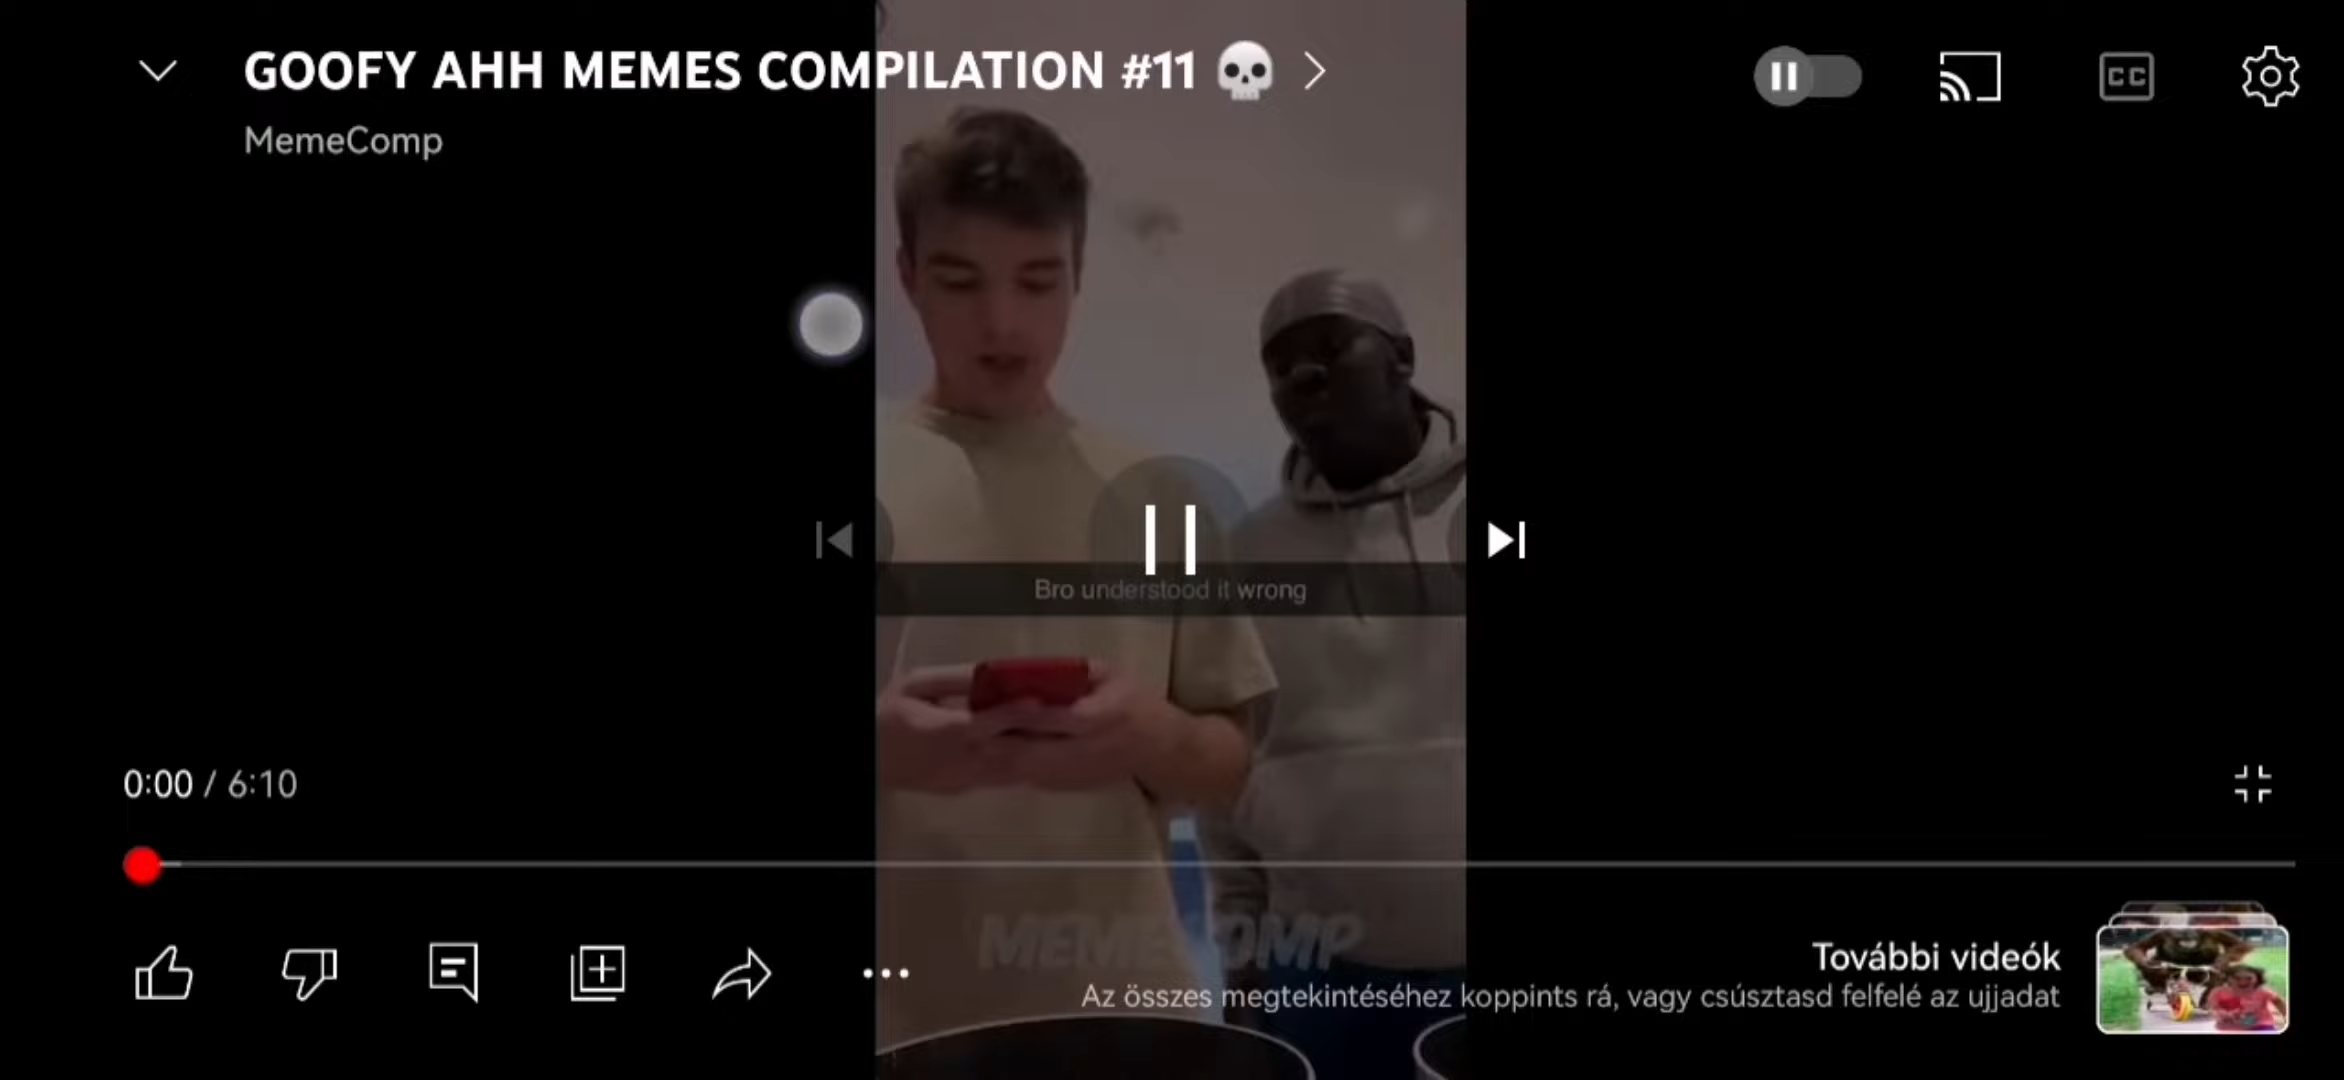 GOOFY AHH MEMES COMPILATION #11 💀
MemeComp
CC
Bro understood it wrong
0:00 / 6:10
MEMECOMP
További videók
Az összes megtekintéséhez koppints rá, vagy csúsztasd felfelé az ujjadat